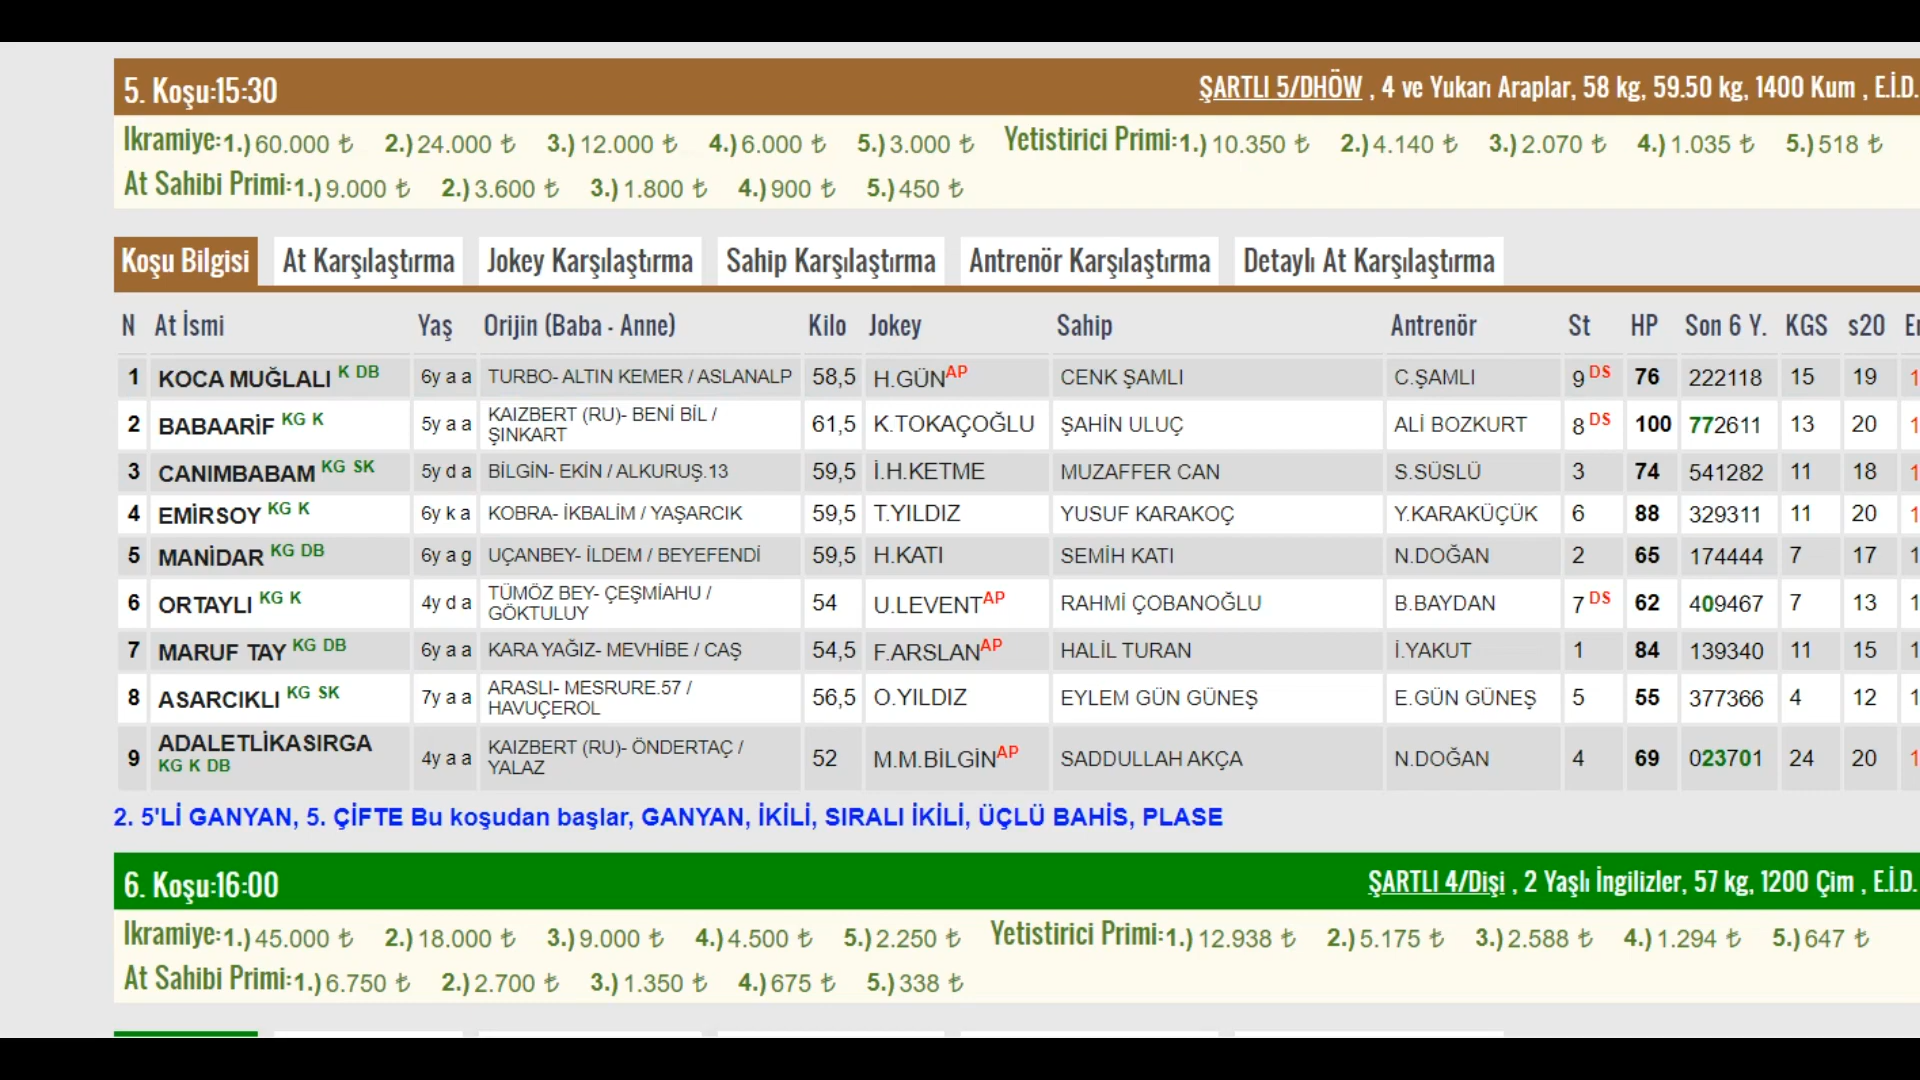 5. Koşu:15:30 ŞARTLI 5/DHÖW , 4 ve Yukarı Araplar, 58 kg, 59.50 kg, 1400 Kum , E.İ.D.
Ikramiye:1.) 60.000 ₺ 2.) 24.000 ₺ 3.) 12.000 ₺ 4.) 6.000 ₺ 5.) 3.000 ₺ Yetistirici Primi:1.) 10.350 ₺ 2.) 4.140 ₺ 3.) 2.070 ₺ 4.) 1.035 ₺ 5.) 518 ₺
At Sahibi Primi:1.) 9.000 ₺ 2.) 3.600 ₺ 3.) 1.800 ₺ 4.) 900 ₺ 5.) 450 ₺
Koşu Bilgisi At Karşılaştırma Jokey Karşılaştırma Sahip Karşılaştırma Antrenör Karşılaştırma Detaylı At Karşılaştırma
N At İsmi Yaş Orijin (Baba - Anne) Kilo Jokey Sahip Antrenör St HP Son 6 Y. KGS s20
1 KOCA MUĞLALI K DB 6y a a TURBO- ALTIN KEMER / ASLANALP 58,5 H.GÜN AP CENK ŞAMLI C.ŞAMLI 9 DS 76 222118 15 19
2 BABAARİF KG K 5y a a KAIZBERT (RU)- BENİ BİL / ŞINKART 61,5 K.TOKAÇOĞLU ŞAHİN ULUÇ ALİ BOZKURT 8 DS 100 772611 13 20
3 CANIMBABAM KG SK 5y d a BİLGİN- EKİN / ALKURUŞ.13 59,5 İ.H.KETME MUZAFFER CAN S.SÜSLÜ 3 74 541282 11 18
4 EMİRSOY KG K 6y k a KOBRA- İKBALİM / YAŞARCIK 59,5 T.YILDIZ YUSUF KARAKOÇ Y.KARAKÜÇÜK 6 88 329311 11 20
5 MANİDAR KG DB 6y a g UÇANBEY- İLDEM / BEYEFENDİ 59,5 H.KATI SEMİH KATI N.DOĞAN 2 65 174444 7 17
6 ORTAYLI KG K 4y d a TÜMÖZ BEY- ÇEŞMİAHU / GÖKTULUY 54 U.LEVENT AP RAHMİ ÇOBANOĞLU B.BAYDAN 7 DS 62 409467 7 13
7 MARUF TAY KG DB 6y a a KARA YAĞIZ- MEVHİBE / CAŞ 54,5 F.ARSLAN AP HALİL TURAN İ.YAKUT 1 84 139340 11 15
8 ASARCIKLI KG SK 7y a a ARASLI- MESRURE.57 / HAVUÇEROL 56,5 O.YILDIZ EYLEM GÜN GÜNEŞ E.GÜN GÜNEŞ 5 55 377366 4 12
9 ADALETLİKASIRGA KG K DB 4y a a KAIZBERT (RU)- ÖNDERTAÇ / YALAZ 52 M.M.BİLGİN AP SADDULLAH AKÇA N.DOĞAN 4 69 023701 24 20
2. 5'Lİ GANYAN, 5. ÇİFTE Bu koşudan başlar, GANYAN, İKİLİ, SIRALI İKİLİ, ÜÇLÜ BAHİS, PLASE
6. Koşu:16:00 ŞARTLI 4/Dişi , 2 Yaşlı İngilizler, 57 kg, 1200 Çim , E.İ.D.
Ikramiye:1.) 45.000 ₺ 2.) 18.000 ₺ 3.) 9.000 ₺ 4.) 4.500 ₺ 5.) 2.250 ₺ Yetistirici Primi:1.) 12.938 ₺ 2.) 5.175 ₺ 3.) 2.588 ₺ 4.) 1.294 ₺ 5.) 647 ₺
At Sahibi Primi:1.) 6.750 ₺ 2.) 2.700 ₺ 3.) 1.350 ₺ 4.) 675 ₺ 5.) 338 ₺